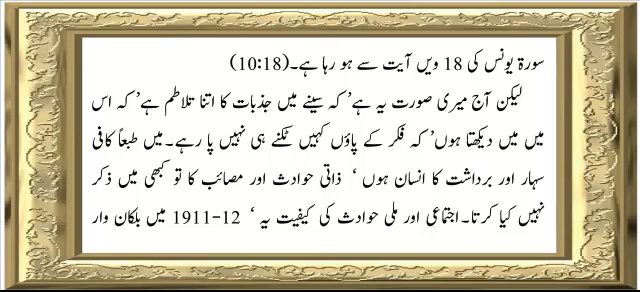 سورۃ یونس کی 18 ویں آیت سے ہو رہا ہے۔(10:18)
لیکن آج میری صورت یہ ہے’ کہ سینے میں جذبات کا اتنا تلاطم ہے’ کہ اس
میں میں دیکھتا ہوں’ کہ فکر کے پاؤں کہیں ٹکنے ہی نہیں پا رہے۔میں طبعاً کافی
سہار اور برداشت کا انسان ہوں ‘ ذاتی حوادث اور مصائب کا تو کبھی میں ذکر
نہیں کیا کرتا۔اجتماعی اور ملی حوادث کی کیفیت یہ ‘ 12-1911 میں بلکان وار